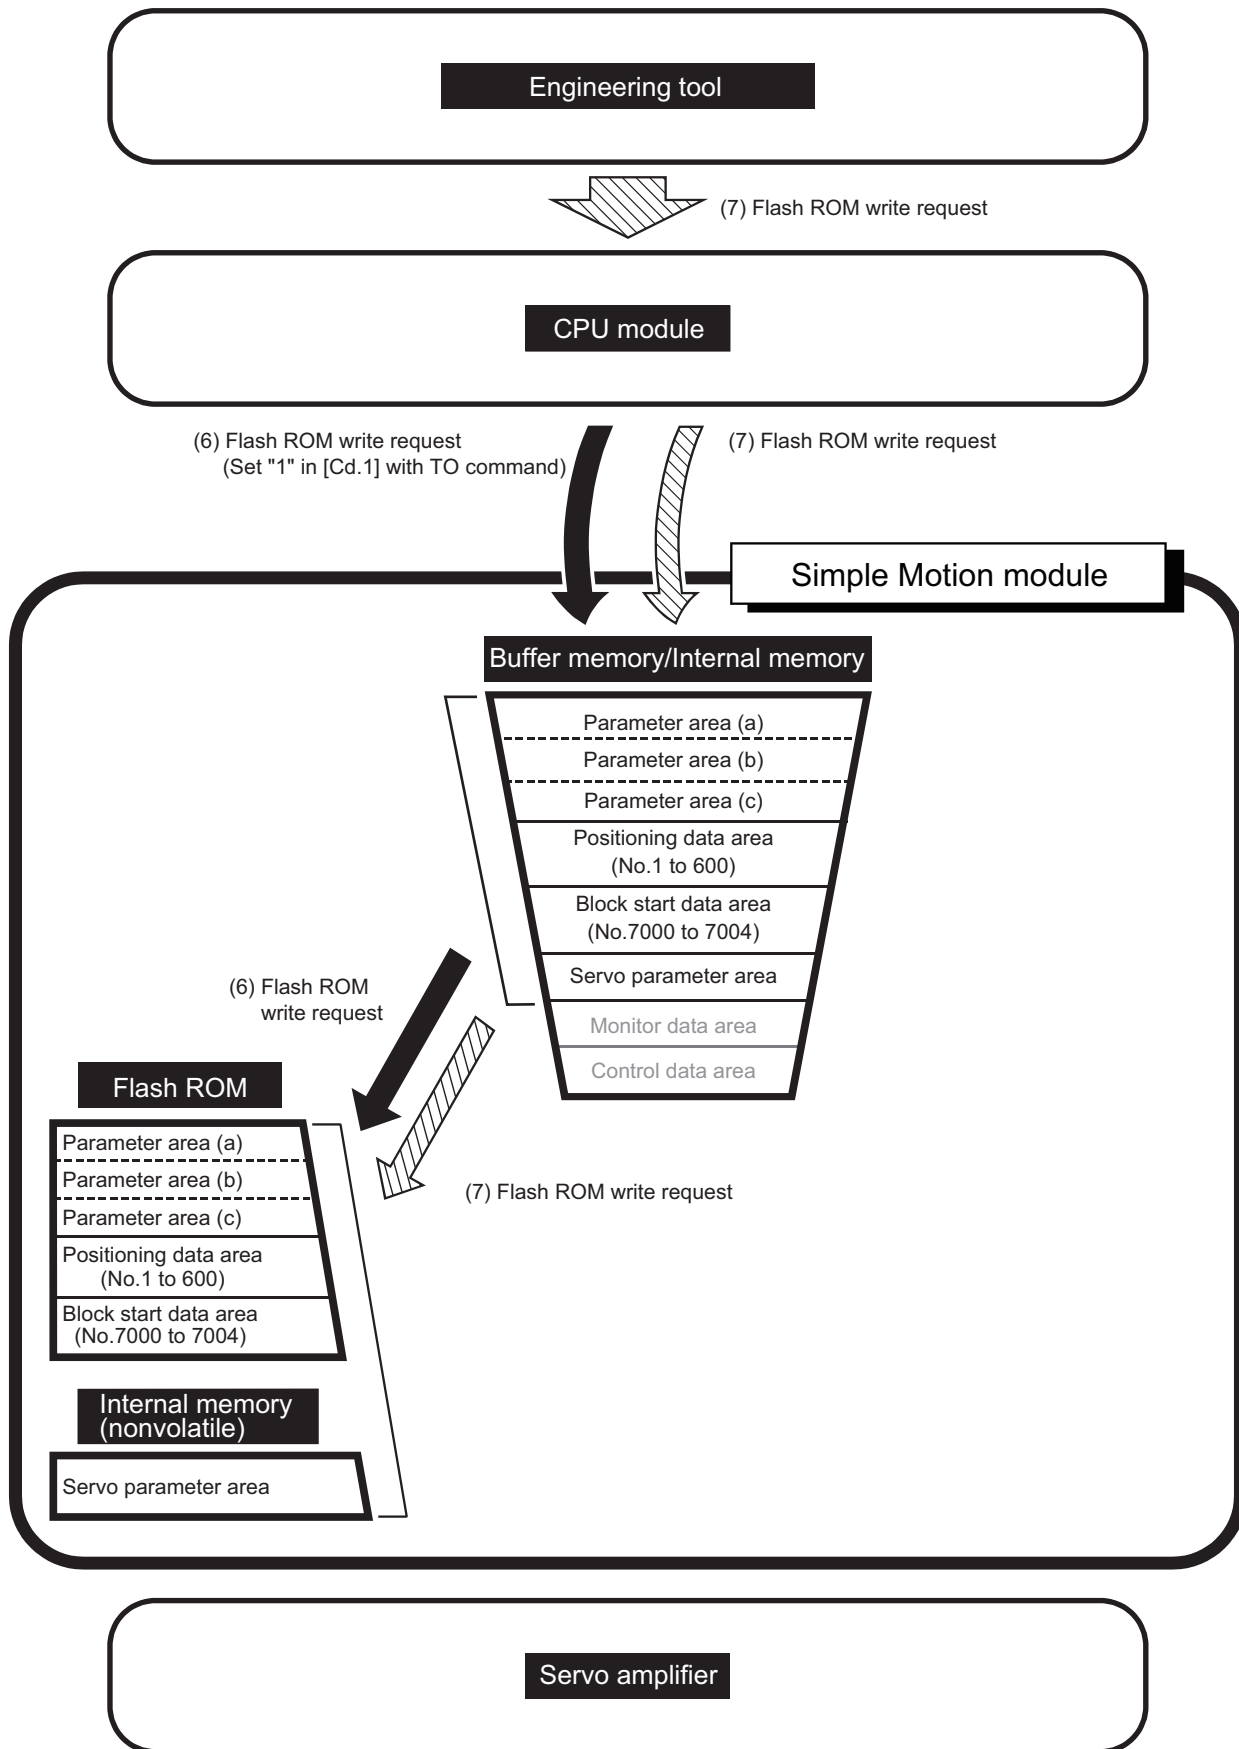 Engineering tool
(7) Flash ROM write request
CPU module
(6) Flash ROM write request
(Set "1" in [Cd.1] with TO command)
(7) Flash ROM write request
Simple Motion module
Buffer memory/Internal memory
Parameter area (a)
Parameter area (b)
Parameter area (c)
Positioning data area
(No.1 to 600)
Block start data area
(No.7000 to 7004)
Servo parameter area
Monitor data area
Control data area
(6) Flash ROM
write request
(7) Flash ROM write request
Flash ROM
Parameter area (a)
Parameter area (b)
Parameter area (c)
Positioning data area
(No.1 to 600)
Block start data area
(No.7000 to 7004)
Internal memory
(nonvolatile)
Servo parameter area
Servo amplifier